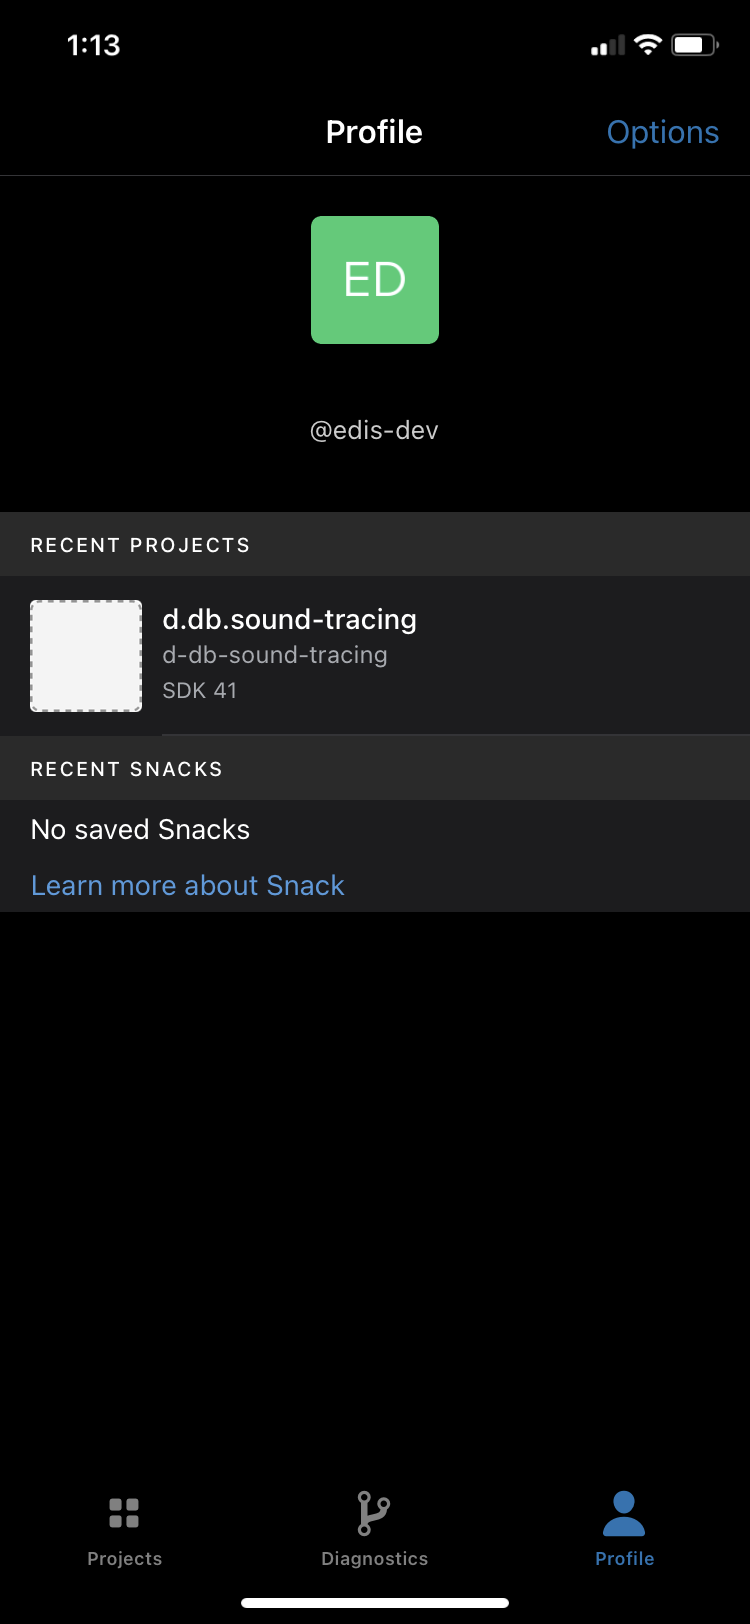 1:13
Profile
Options
ED
@edis-dev
RECENT PROJECTS
d.db.sound-tracing
d-db-sound-tracing
SDK 41
RECENT SNACKS
No saved Snacks
Learn more about Snack
Projects
Diagnostics
Profile